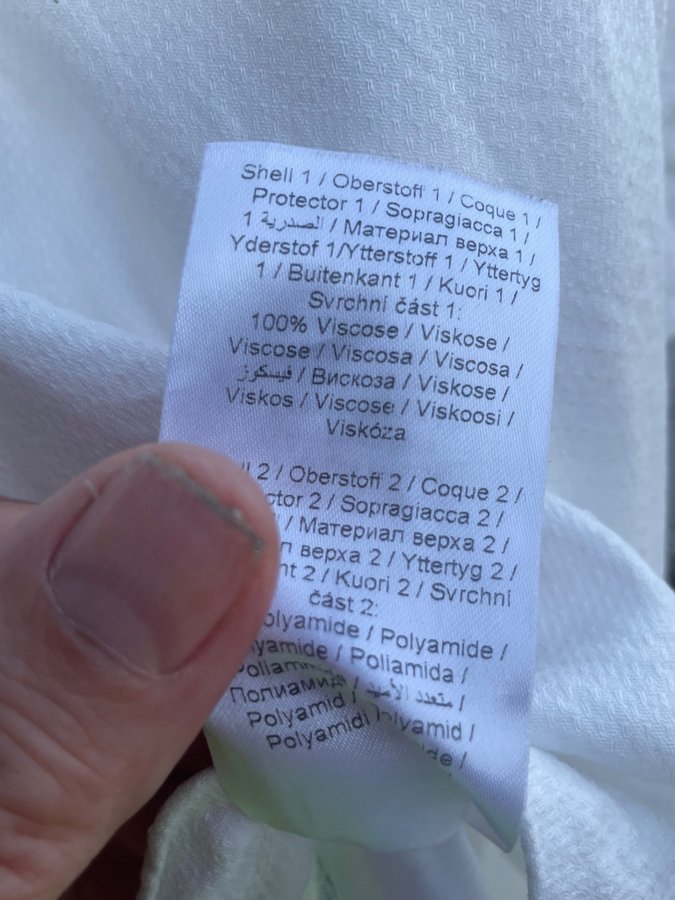 Shell 1 / Oberstoff 1 / Coque 1 /
Protector 1 / Sopragiacca 1 /
الصدرية 1 / Материал верха 1 /
Yderstof 1/Ytterstoff 1 / Yttertyg
1 / Buitenkant 1 / Kuori 1 /
Svrchní část 1:
100% Viscose / Viskose /
Viscose / Viscosa / Viscosa /
فيسكوز / Вискоза / Viskose /
Viskos / Viscose / Viskoosi /
Viskóza
2 / Oberstoff 2 / Coque 2 /
2 / Sopragiacca 2 /
/ Материал верха 2 /
верха 2 / Yttertyg 2 /
2 / Kuori 2 / Svrchní
část 2:
/ Polyamide /
/ Poliamida /
متعدد الأميد /
Полиамид /
Polyamid / Polyamid /
Polyamidi